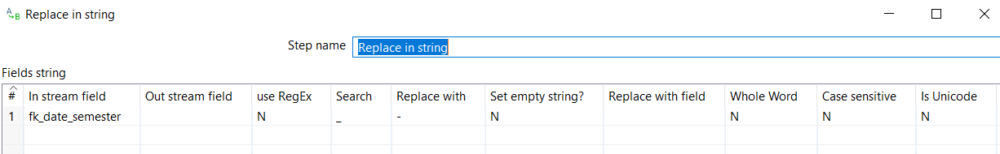 A B Replace in string
Step name Replace in string
Fields string
# In stream field Out stream field use RegEx Search Replace with Set empty string? Replace with field Whole Word Case sensitive Is Unicode
1 fk_date_semester N _ - N N N N